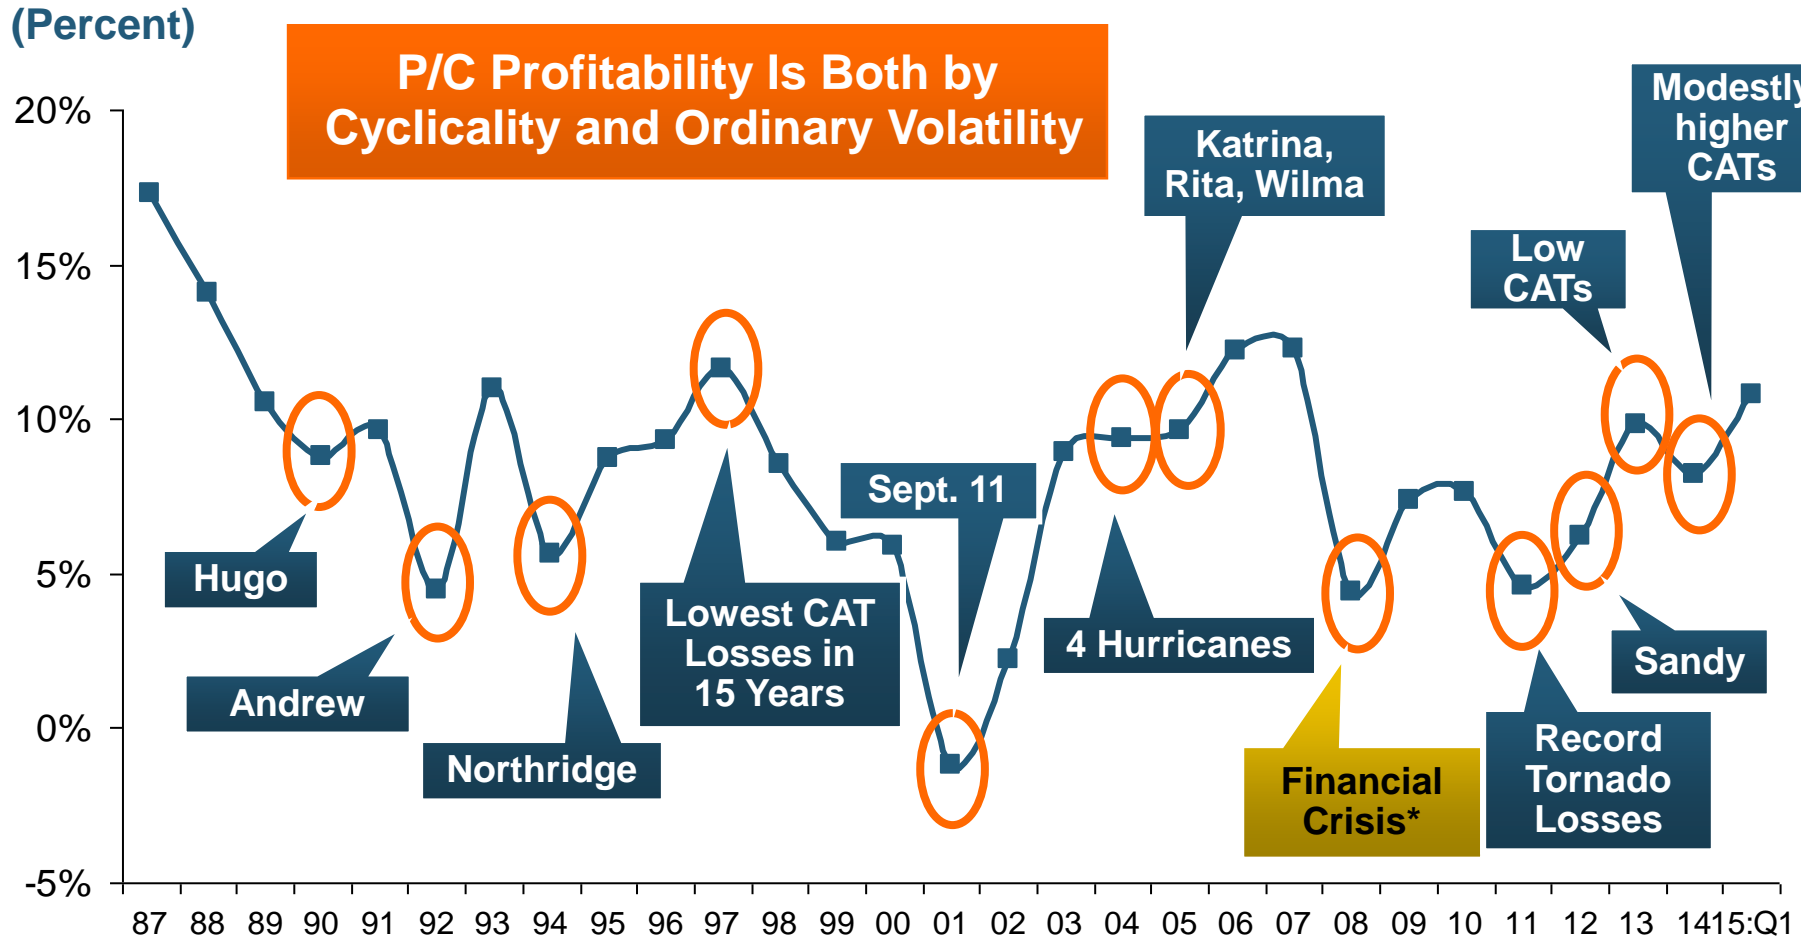 (Percent)
P/C Profitability Is Both by
Cyclicality and Ordinary Volatility
Modestly
higher
CATs
Katrina,
Rita, Wilma
Low
CATs
Sept. 11
Hugo
Lowest CAT
Losses in
15 Years
4 Hurricanes
Sandy
Andrew
Northridge
Financial
Crisis*
Record
Tornado
Losses
20%
15%
10%
5%
0%
-5%
87 88 89 90 91 92 93 94 95 96 97 98 99 00 01 02 03 04 05 06 07 08 09 10 11 12 13 14 15:Q1